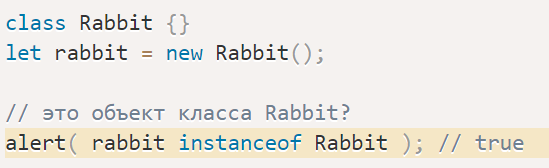 class Rabbit {}
let rabbit = new Rabbit();
// это объект класса Rabbit?
alert( rabbit instanceof Rabbit ); // true